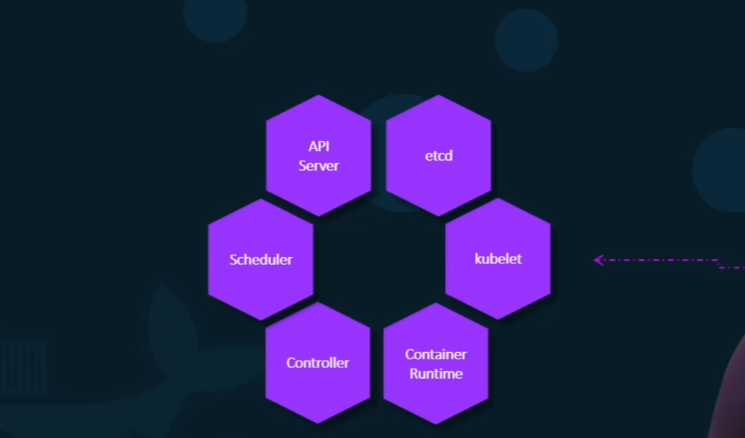 API
Server
etcd
Scheduler
kubelet
Controller
Container
Runtime